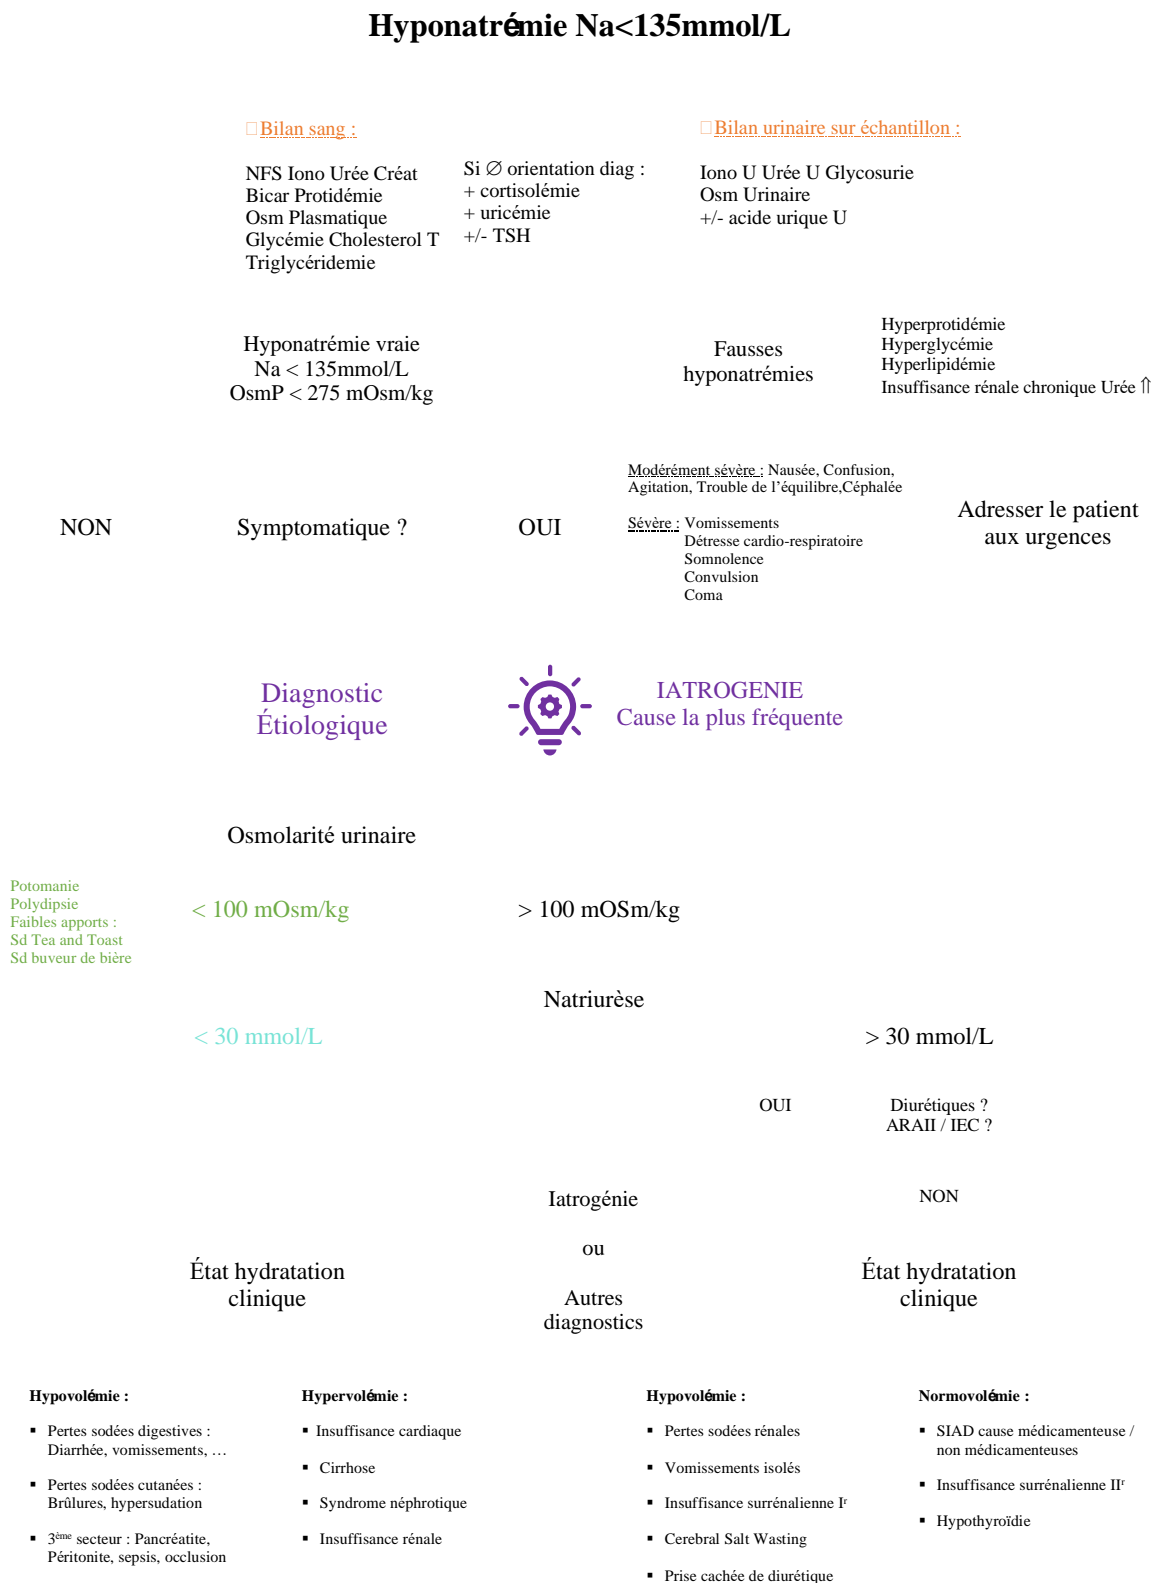 Hyponatrémie Na<135mmol/L
Bilan sang :
NFS Iono Urée Créat
Bicar Protidémie
Osm Plasmatique
Glycémie Cholesterol T
Triglycéridemie
Si ∅ orientation diag :
+ cortisolémie
+ uricémie
+/- TSH
Bilan urinaire sur échantillon :
Iono U Urée U Glycosurie
Osm Urinaire
+/- acide urique U
Hyponatrémie vraie
Na < 135mmol/L
OsmP < 275 mOsm/kg
Fausses
hyponatrémies
Hyperprotidémie
Hyperglycémie
Hyperlipidémie
Insuffisance rénale chronique Urée ⇑
NON
Symptomatique ?
OUI
Modérément sévère : Nausée, Confusion,
Agitation, Trouble de l’équilibre,Céphalée
Sévère : Vomissements
Détresse cardio-respiratoire
Somnolence
Convulsion
Coma
Adresser le patient
aux urgences
Diagnostic
Étiologique
IATROGENIE
Cause la plus fréquente
Osmolarité urinaire
Potomanie
Polydipsie
Faibles apports :
Sd Tea and Toast
Sd buveur de bière
< 100 mOsm/kg
> 100 mOSm/kg
Natriurèse
< 30 mmol/L
> 30 mmol/L
OUI
Diurétiques ?
ARAII / IEC ?
NON
Iatrogénie
ou
Autres
diagnostics
État hydratation
clinique
État hydratation
clinique
Hypovolémie :
▪ Pertes sodées digestives :
Diarrhée, vomissements, …
▪ Pertes sodées cutanées :
Brûlures, hypersudation
▪ 3ème secteur : Pancréatite,
Péritonite, sepsis, occlusion
Hypervolémie :
▪ Insuffisance cardiaque
▪ Cirrhose
▪ Syndrome néphrotique
▪ Insuffisance rénale
Hypovolémie :
▪ Pertes sodées rénales
▪ Vomissements isolés
▪ Insuffisance surrénalienne Ir
▪ Cerebral Salt Wasting
▪ Prise cachée de diurétique
Normovolémie :
▪ SIAD cause médicamenteuse /
non médicamenteuses
▪ Insuffisance surrénalienne IIr
▪ Hypothyroïdie